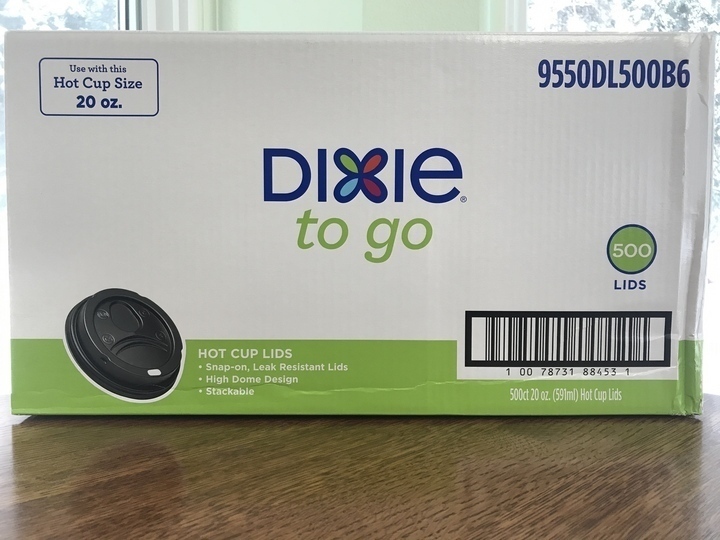 Use with this
Hot Cup Size
20 oz.
9550DL500B6
DIXIE®
to go
500
LIDS
HOT CUP LIDS
• Snap-on, Leak Resistant Lids
• High Dome Design
• Stackable
1 00 78731 88453 1
500ct 20 oz. (591ml) Hot Cup Lids